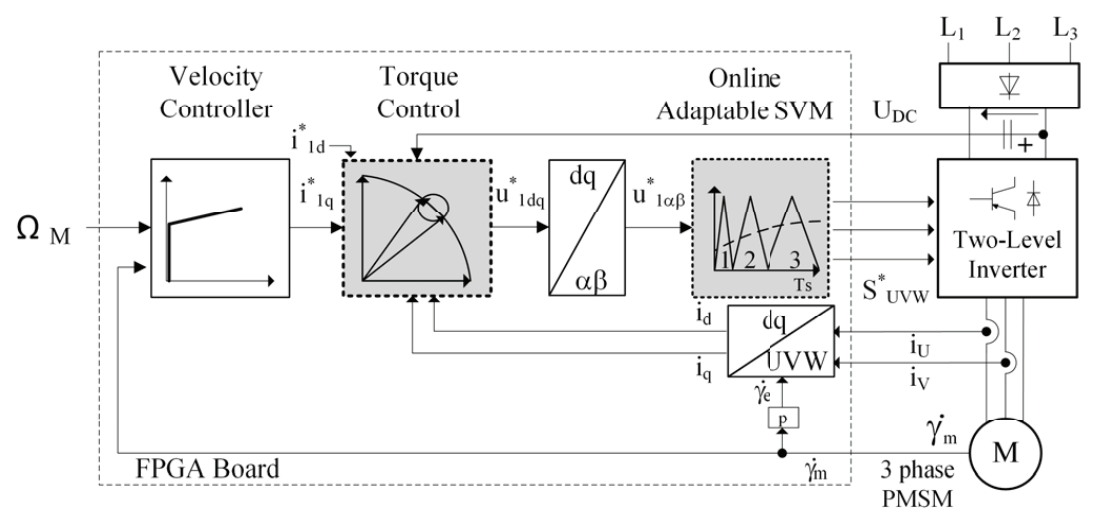 L1 L2 L3
Velocity Controller
Torque Control
Online Adaptable SVM
UDC
+
i*1d
i*1q
u*1dq
dq
αβ
u*1αβ
1 2 3
Ts
Two-Level Inverter
S*UVW
ΩM
id
iq
dq
UVW
iU
iV
γ̇e
p
γ̇m
γ̇m
M
3 phase PMSM
FPGA Board